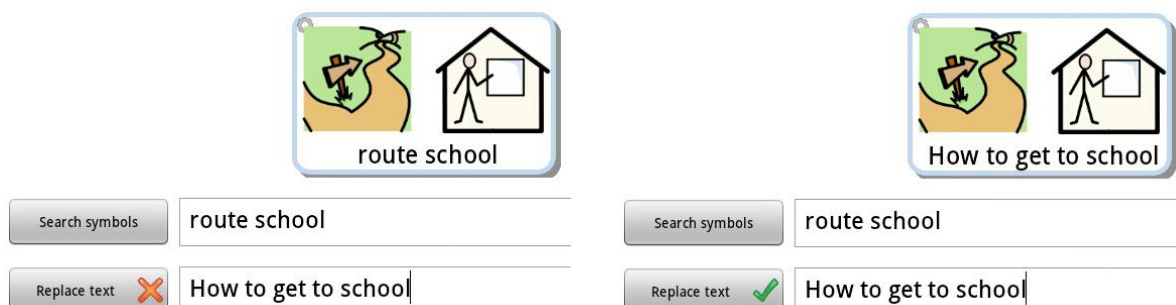 route school
Search symbols
route school
Replace text
How to get to school
How to get to school
Search symbols
route school
Replace text
How to get to school